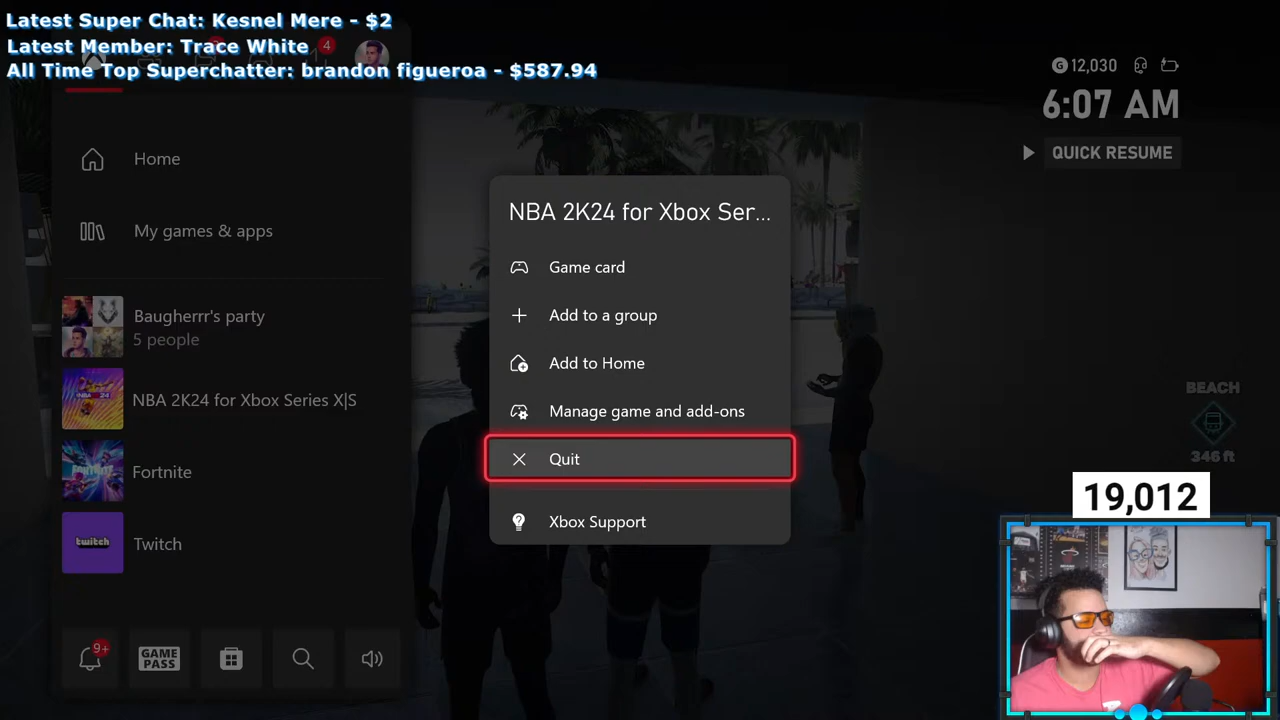 Latest Super Chat: Kesnel Mere - $2
Latest Member: Trace White
All Time Top Superchatter: brandon figueroa - $587.94
4
12,030
6:07 AM
QUICK RESUME
Home
My games & apps
Baugherrr's party
5 people
NBA 2K24 for Xbox Series X|S
Fortnite
twitch
Twitch
9+
GAME PASS
NBA 2K24 for Xbox Ser...
Game card
Add to a group
Add to Home
Manage game and add-ons
Quit
Xbox Support
BEACH
346 ft
19,012